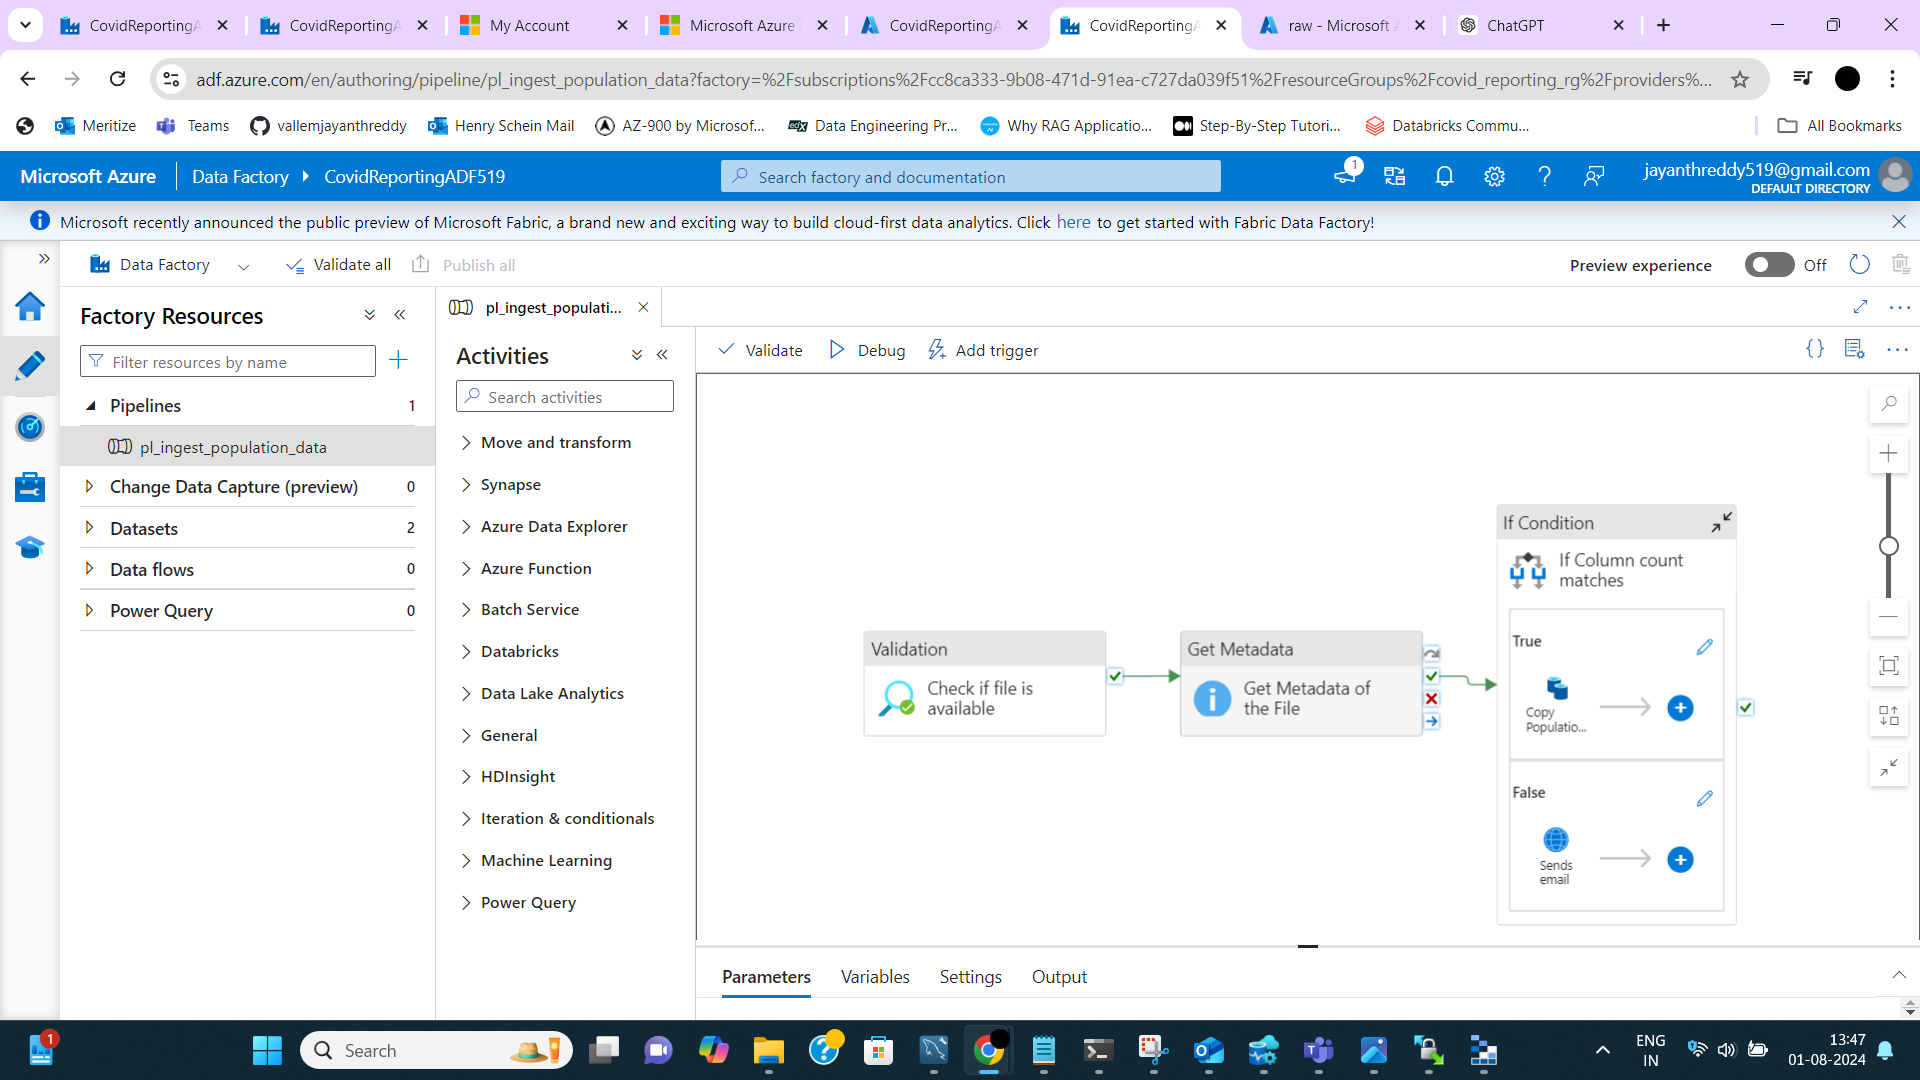 CovidReportingA
CovidReportingA
My Account
Microsoft Azure
CovidReportingA
CovidReportingA
raw - Microsoft A
ChatGPT
adf.azure.com/en/authoring/pipeline/pl_ingest_population_data?factory=%2Fsubscriptions%2Fcc8ca333-9b08-471d-91ea-c727da039f51%2FresourceGroups%2Fcovid_reporting_rg%2Fproviders%...
Meritize
Teams
vallemjayanthreddy
Henry Schein Mail
AZ-900 by Microsof...
Data Engineering Pr...
Why RAG Applicatio...
Step-By-Step Tutori...
Databricks Commu...
All Bookmarks
Microsoft Azure
Data Factory
CovidReportingADF519
Search factory and documentation
1
jayanthreddy519@gmail.com
DEFAULT DIRECTORY
Microsoft recently announced the public preview of Microsoft Fabric, a brand new and exciting way to build cloud-first data analytics. Click here to get started with Fabric Data Factory!
Data Factory
Validate all
Publish all
Preview experience
Off
Factory Resources
Filter resources by name
Pipelines 1
pl_ingest_population_data
Change Data Capture (preview) 0
Datasets 2
Data flows 0
Power Query 0
pl_ingest_populati...
Activities
Search activities
Move and transform
Synapse
Azure Data Explorer
Azure Function
Batch Service
Databricks
Data Lake Analytics
General
HDInsight
Iteration & conditionals
Machine Learning
Power Query
Validate
Debug
Add trigger
Validation
Check if file is
available
Get Metadata
Get Metadata of
the File
If Condition
If Column count
matches
True
Copy
Populatio...
False
Sends
email
Parameters
Variables
Settings
Output
1
Search
ENG
IN
13:47
01-08-2024